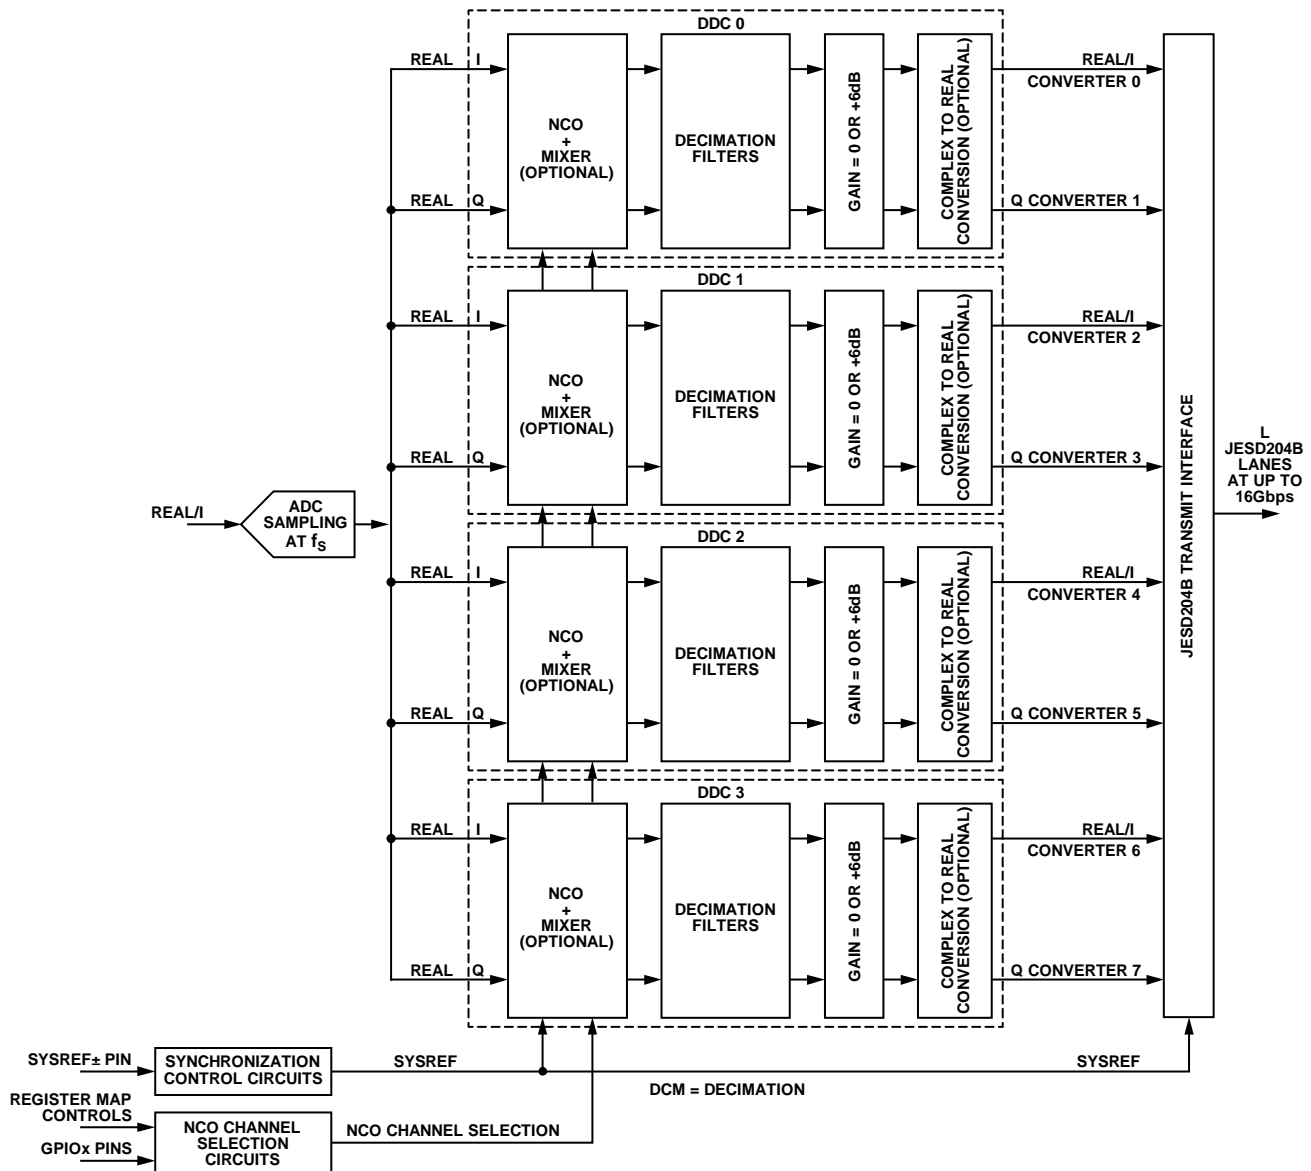 DDC 0
REAL I
NCO
+
MIXER
(OPTIONAL)
REAL Q
DECIMATION
FILTERS
GAIN = 0 OR +6dB
COMPLEX TO REAL
CONVERSION (OPTIONAL)
REAL/I
CONVERTER 0
Q CONVERTER 1
DDC 1
REAL I
NCO
+
MIXER
(OPTIONAL)
REAL Q
DECIMATION
FILTERS
GAIN = 0 OR +6dB
COMPLEX TO REAL
CONVERSION (OPTIONAL)
REAL/I
CONVERTER 2
Q CONVERTER 3
REAL/I
ADC
SAMPLING
AT fS
DDC 2
REAL I
NCO
+
MIXER
(OPTIONAL)
REAL Q
DECIMATION
FILTERS
GAIN = 0 OR +6dB
COMPLEX TO REAL
CONVERSION (OPTIONAL)
REAL/I
CONVERTER 4
Q CONVERTER 5
DDC 3
REAL I
NCO
+
MIXER
(OPTIONAL)
REAL Q
DECIMATION
FILTERS
GAIN = 0 OR +6dB
COMPLEX TO REAL
CONVERSION (OPTIONAL)
REAL/I
CONVERTER 6
Q CONVERTER 7
JESD204B TRANSMIT INTERFACE
L
JESD204B
LANES
AT UP TO
16Gbps
SYSREF± PIN
SYNCHRONIZATION
CONTROL CIRCUITS
SYSREF
SYSREF
DCM = DECIMATION
REGISTER MAP
CONTROLS
GPIOx PINS
NCO CHANNEL
SELECTION
CIRCUITS
NCO CHANNEL SELECTION